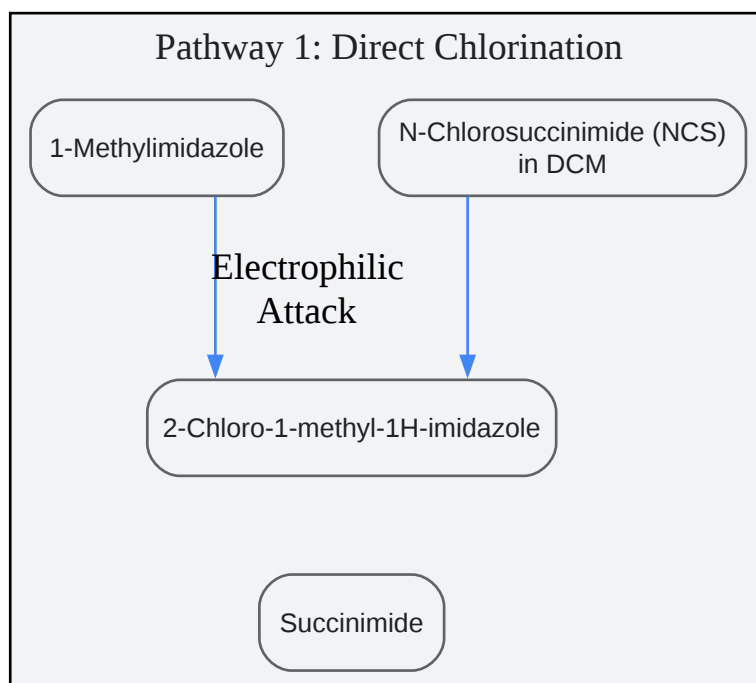 Pathway 1: Direct Chlorination
1-Methylimidazole
N-Chlorosuccinimide (NCS)
in DCM
Electrophilic
Attack
2-Chloro-1-methyl-1H-imidazole
Succinimide